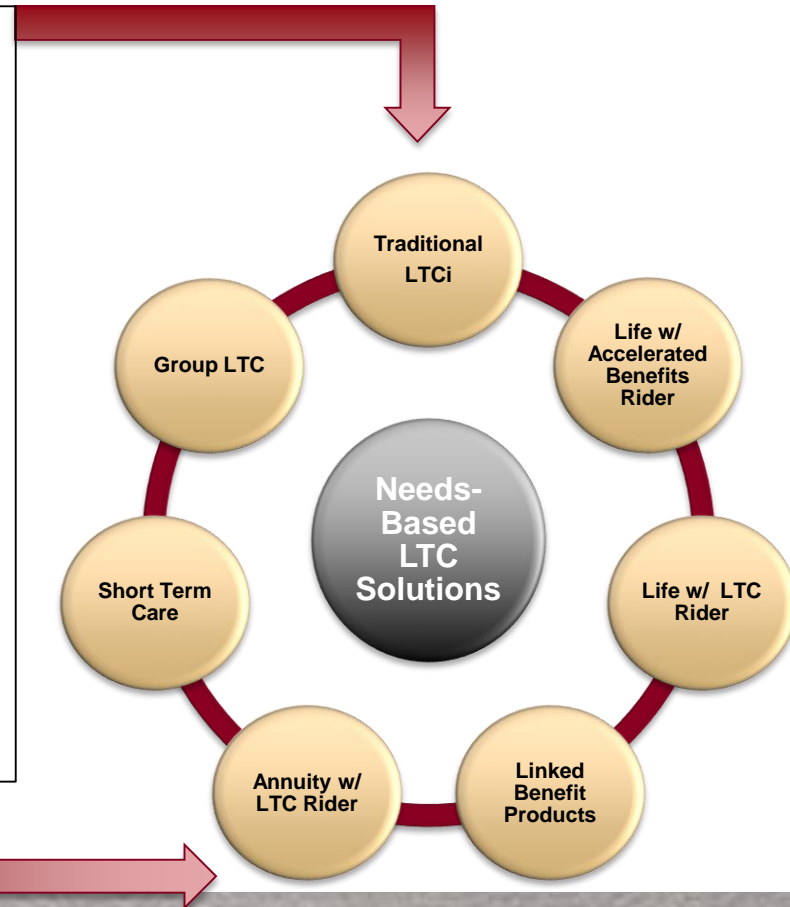 Traditional
LTCi
Life w/
Accelerated
Benefits
Rider
Group LTC
Needs-
Based
LTC
Solutions
Short Term
Care
Life w/ LTC
Rider
Annuity w/
LTC Rider
Linked
Benefit
Products